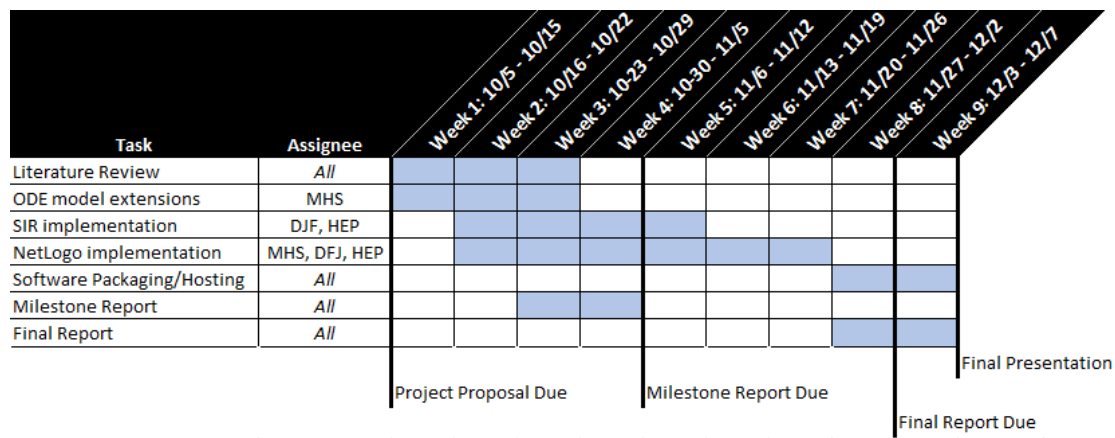 Week 1: 10/5 - 10/15
Week 2: 10/16 - 10/22
Week 3: 10-23 - 10/29
Week 4: 10-30 - 11/5
Week 5: 11/6 - 11/12
Week 6: 11/13 - 11/19
Week 7: 11/20 - 11/26
Week 8: 11/27- 12/2
Week 9: 12/3 - 12/7
Task Assignee
Literature Review All
ODE model extensions MHS
SIR implementation DJF, HEP
NetLogo implementation MHS, DFJ, HEP
Software Packaging/Hosting All
Milestone Report All
Final Report All
Final Presentation
Project Proposal Due
Milestone Report Due
Final Report Due